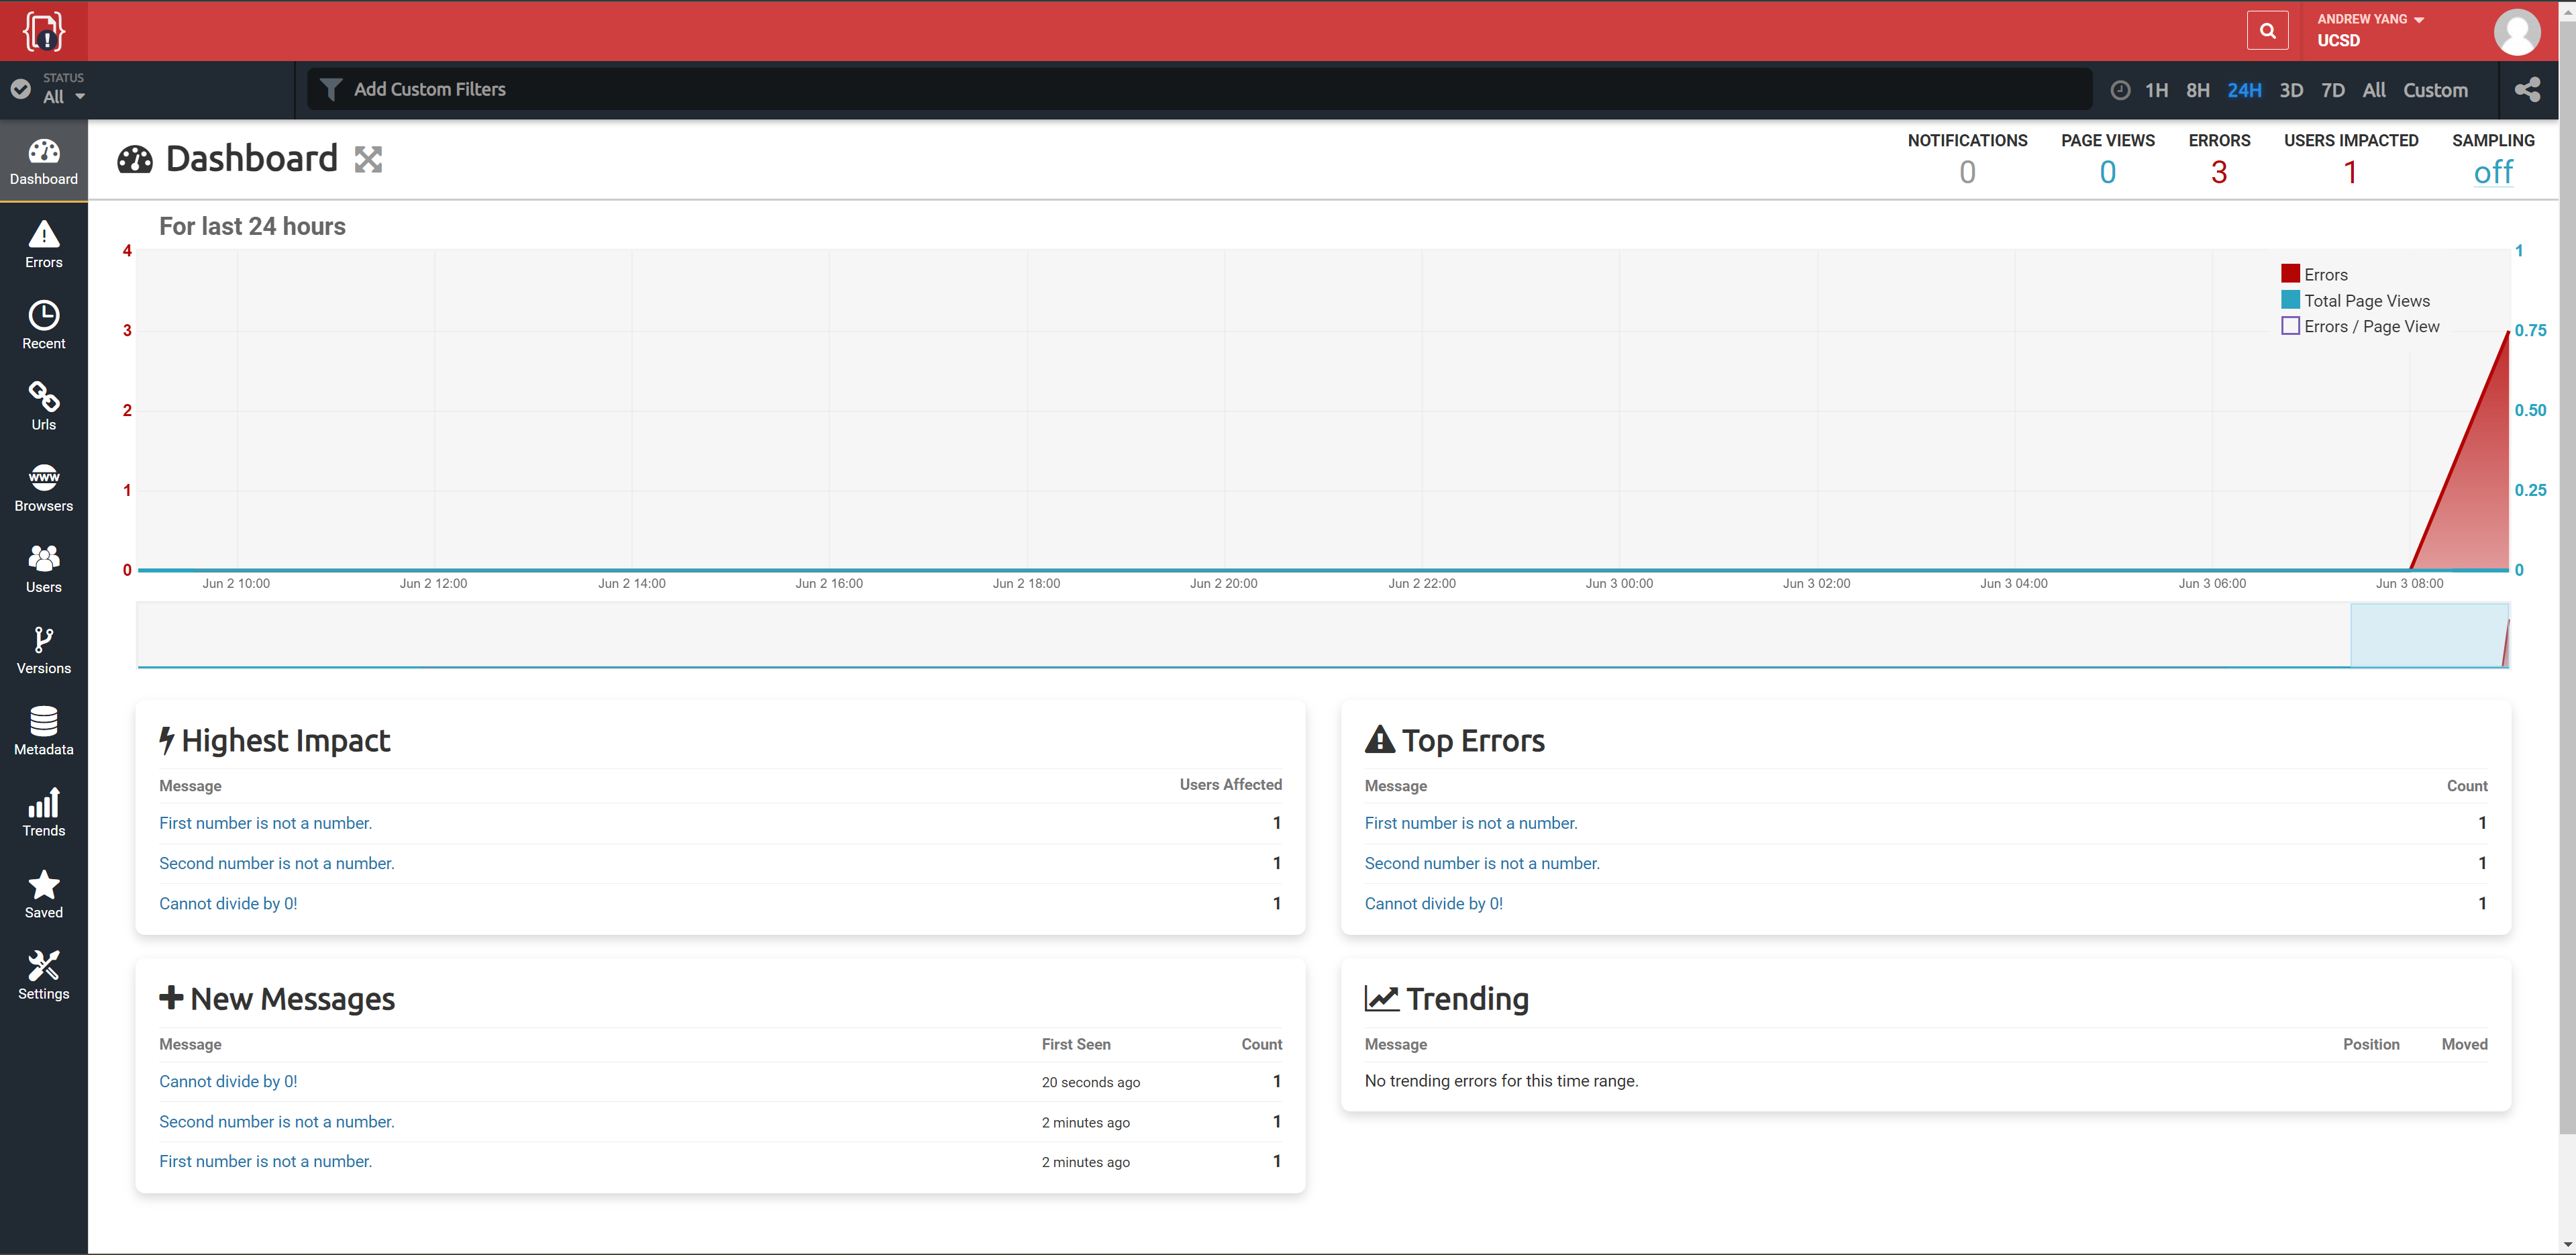 ANDREW YANG
UCSD
STATUS
All
Add Custom Filters
1H 8H 24H 3D 7D All Custom
Dashboard
Errors
Recent
Urls
WWW
Browsers
Users
Versions
Metadata
Trends
Saved
Settings
Dashboard
NOTIFICATIONS PAGE VIEWS ERRORS USERS IMPACTED SAMPLING
0 0 3 1 off
For last 24 hours
4 1
3 0.75
2 0.50
1 0.25
0 0
Errors
Total Page Views
Errors / Page View
Jun 2 10:00 Jun 2 12:00 Jun 2 14:00 Jun 2 16:00 Jun 2 18:00 Jun 2 20:00 Jun 2 22:00 Jun 3 00:00 Jun 3 02:00 Jun 3 04:00 Jun 3 06:00 Jun 3 08:00
Highest Impact
Message Users Affected
First number is not a number. 1
Second number is not a number. 1
Cannot divide by 0! 1
Top Errors
Message Count
First number is not a number. 1
Second number is not a number. 1
Cannot divide by 0! 1
New Messages
Message First Seen Count
Cannot divide by 0! 20 seconds ago 1
Second number is not a number. 2 minutes ago 1
First number is not a number. 2 minutes ago 1
Trending
Message Position Moved
No trending errors for this time range.